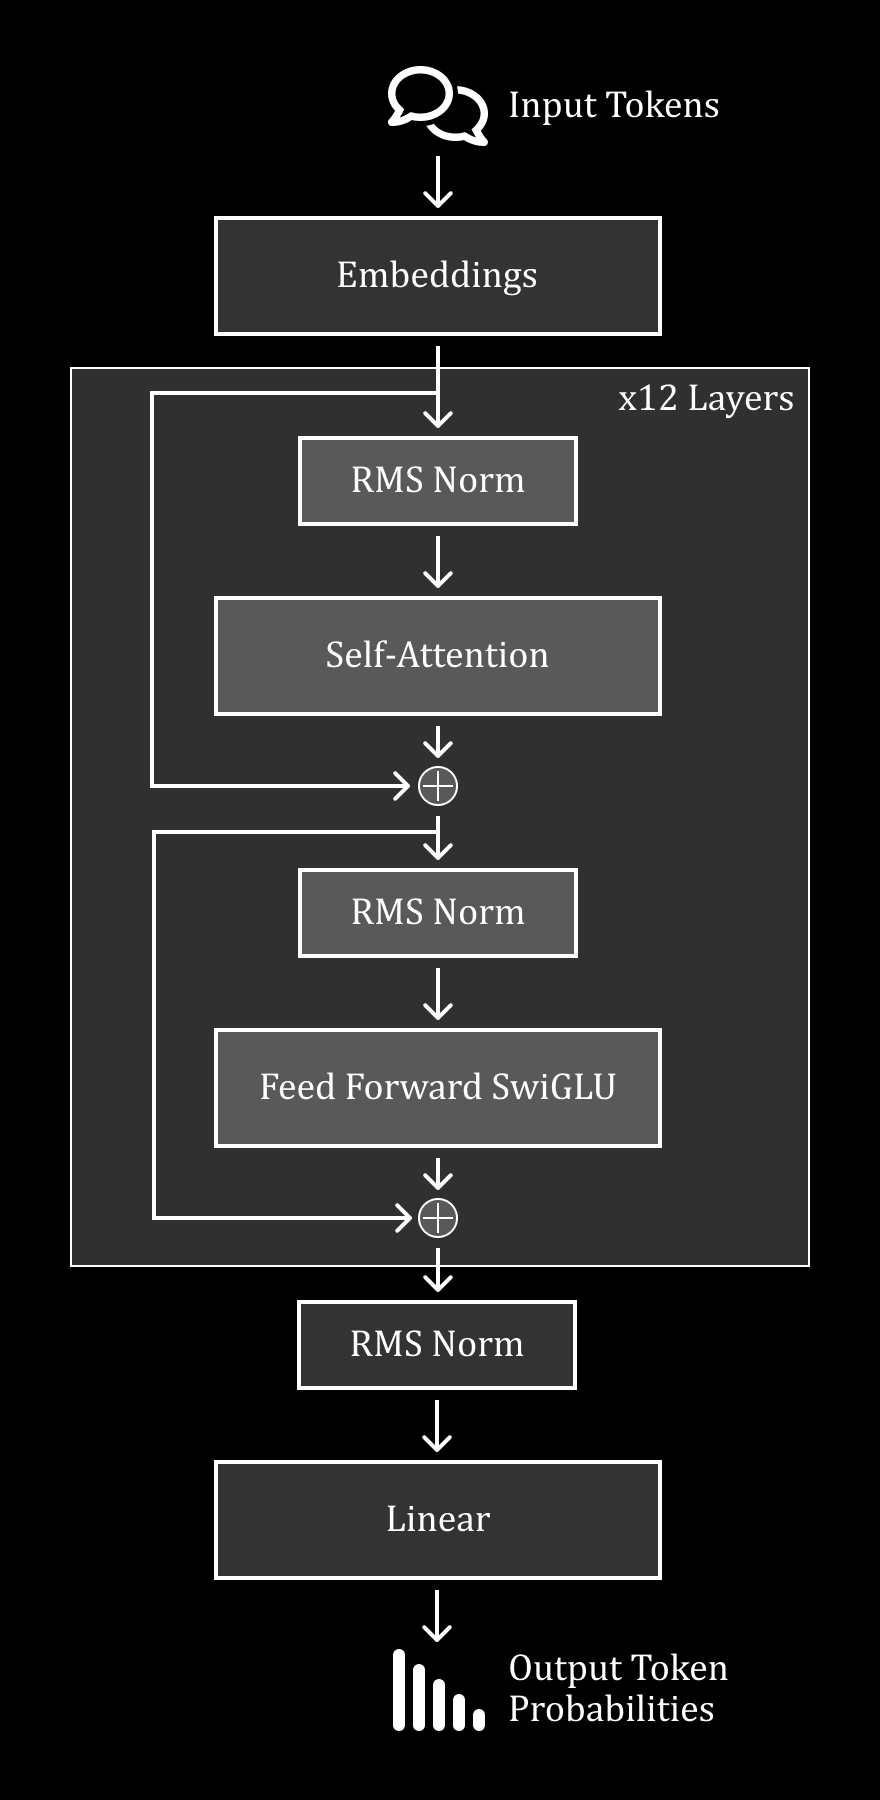 Input Tokens
Embeddings
x12 Layers
RMS Norm
Self-Attention
RMS Norm
Feed Forward SwiGLU
RMS Norm
Linear
Output Token
Probabilities